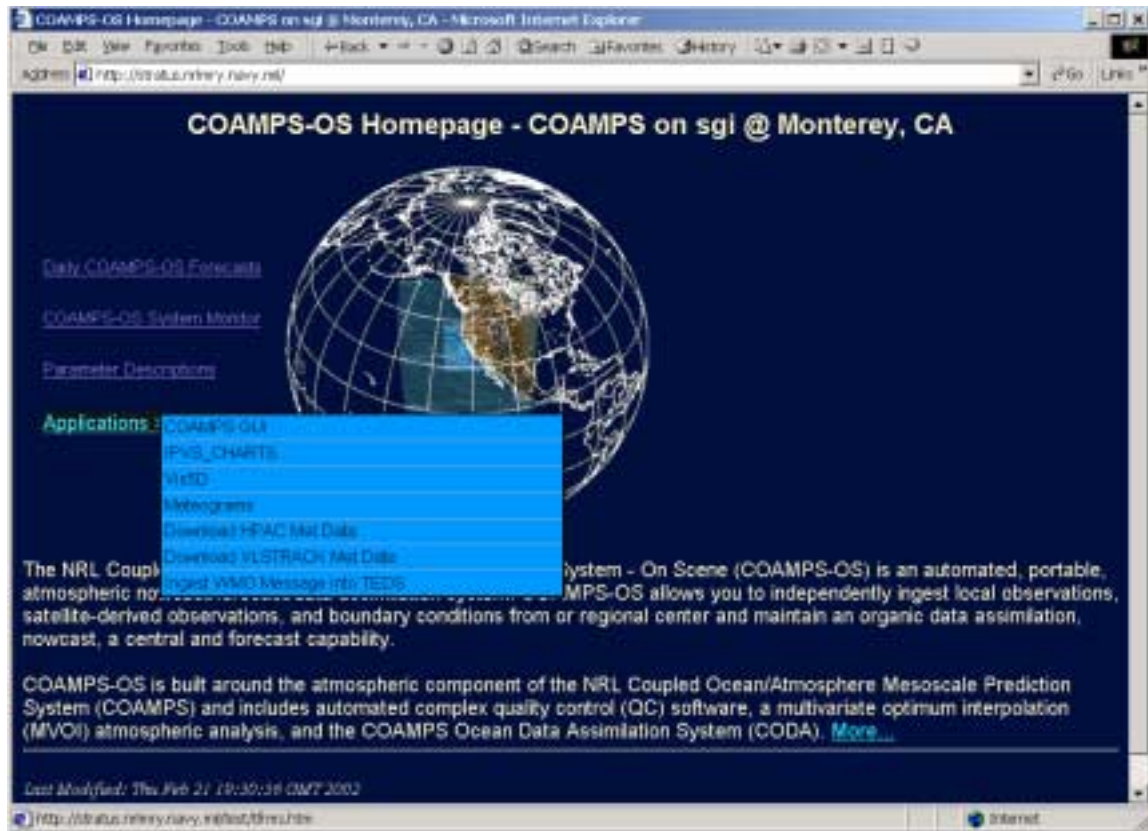 COAMPS-OS Homepage - COAMPS on sgi @ Monterey, CA - Microsoft Internet Explorer
File Edit View Favorites Tools Help Back Search Favorites History
Address http://stratus.nrlmry.navy.mil/ Go Links
COAMPS-OS Homepage - COAMPS on sgi @ Monterey, CA
Daily COAMPS-OS Forecasts
COAMPS-OS System Monitor
Parameter Descriptions
Applications
COAMPS GUI
IPVS_CHARTS
Vis5D
Meteograms
Download HPAC Met Data
Download VLSTRACK Met Data
Ingest WMO Message into TEDS
The NRL Coupl ystem - On Scene (COAMPS-OS) is an automated, portable,
atmospheric MPS-OS allows you to independently ingest local observations,
satellite-derived observations, and boundary conditions from or regional center and maintain an organic data assimilation,
nowcast, a central and forecast capability.
COAMPS-OS is built around the atmospheric component of the NRL Coupled Ocean/Atmosphere Mesoscale Prediction
System (COAMPS) and includes automated complex quality control (QC) software, a multivariate optimum interpolation
(MVOI) atmospheric analysis, and the COAMPS Ocean Data Assimilation System (CODA). More...
Last Modified: Thu Feb 21 19:30:36 GMT 2002
Internet